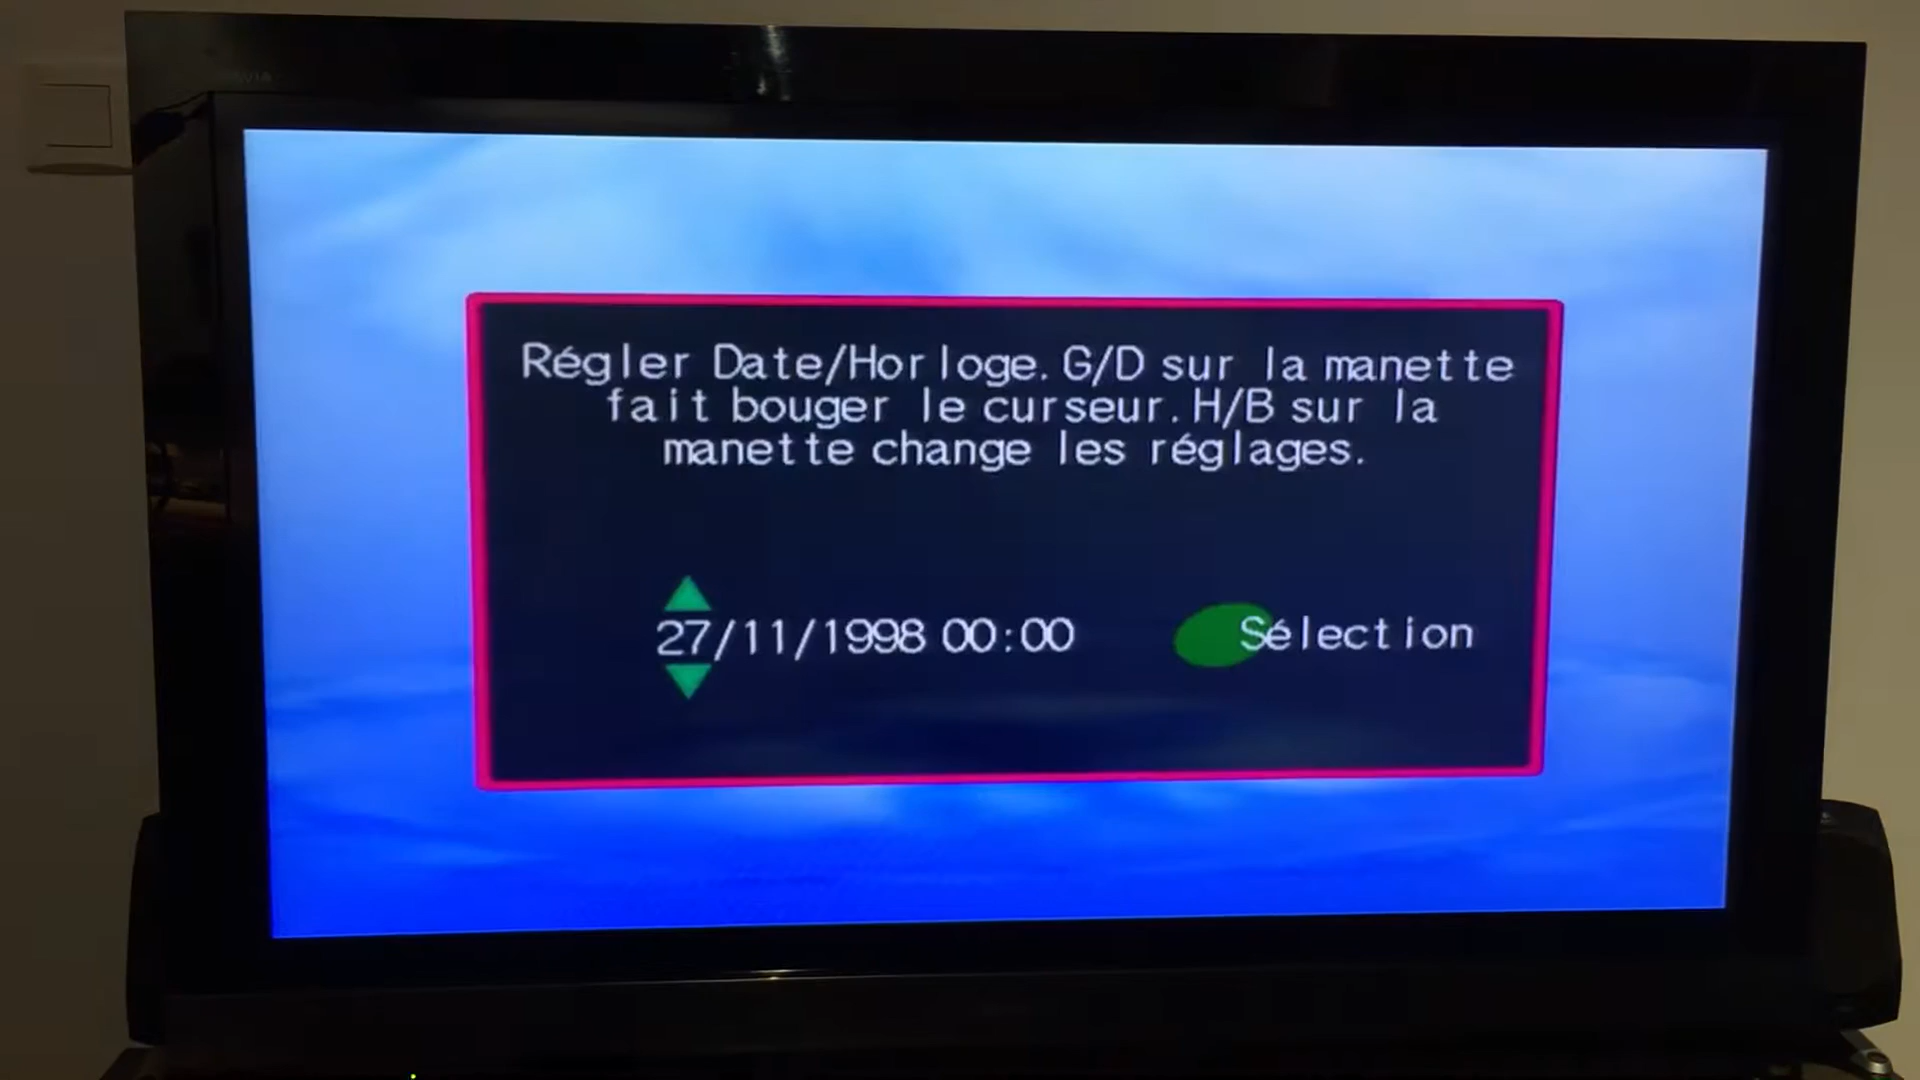 Régler Date/Horloge. G/D sur la manette
fait bouger le curseur. H/B sur la
manette change les réglages.
27/11/1998 00:00 Sélection